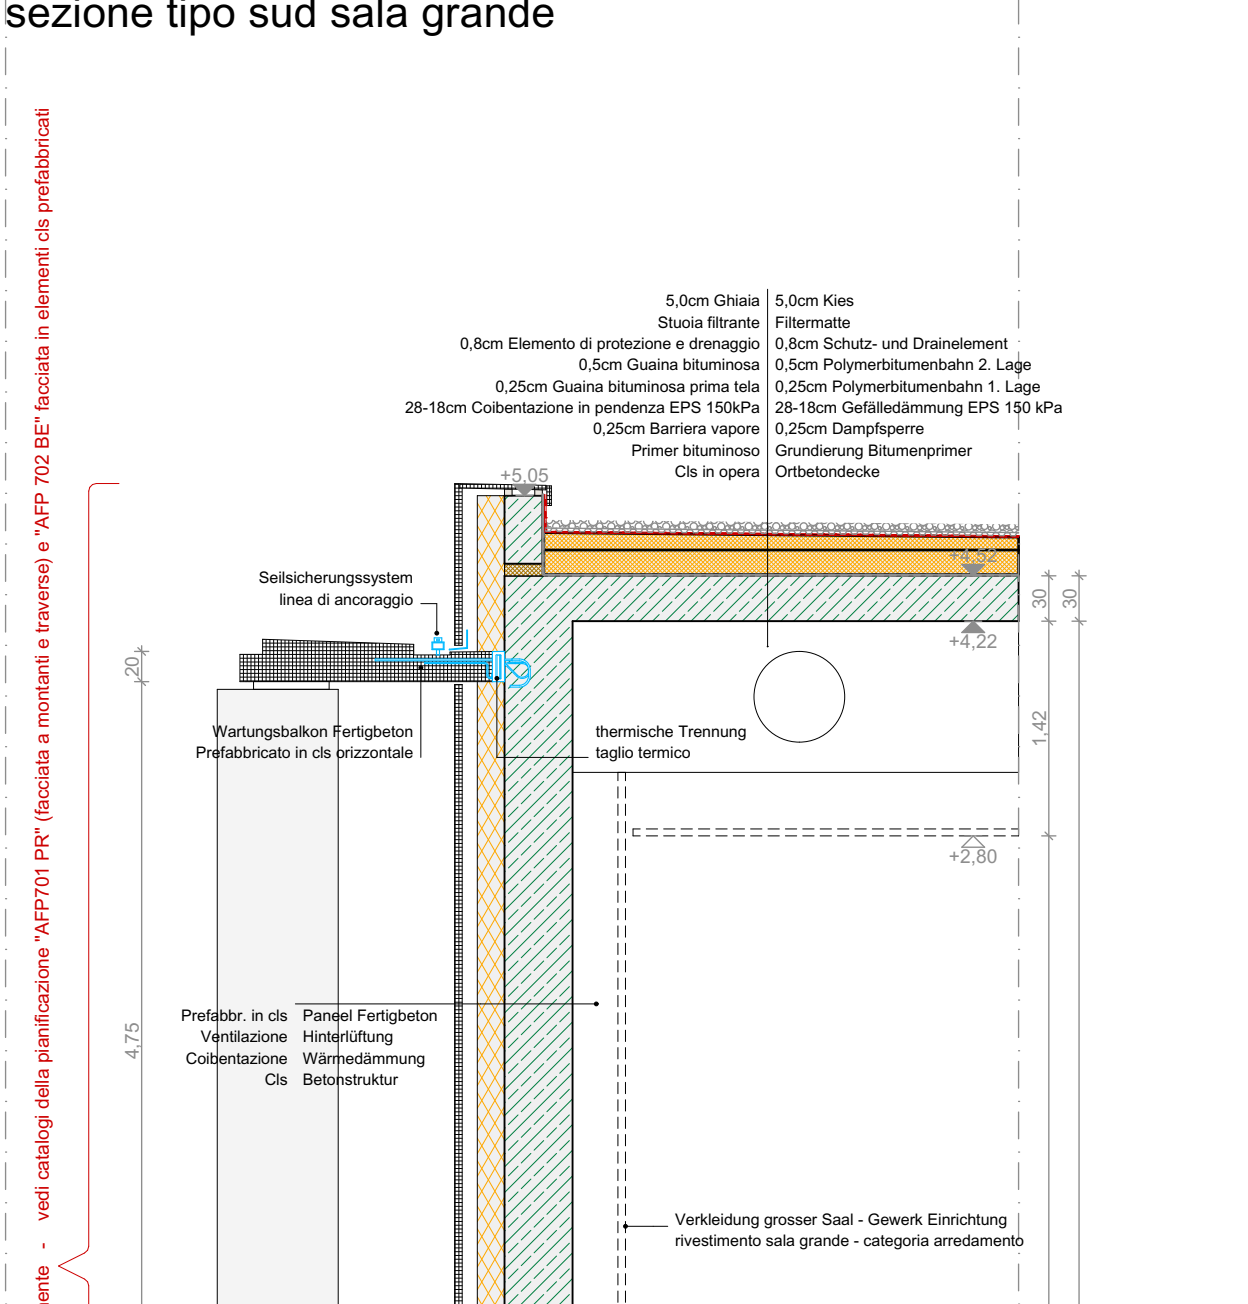 sezione tipo sud sala grande
vedi catalogi della pianificazione "AFP701 PR" (facciata a montanti e traverse) e "AFP 702 BE" facciata in elementi cls prefabbricati
ente -
5,0cm Ghiaia 5,0cm Kies
Stuoia filtrante Filtermatte
0,8cm Elemento di protezione e drenaggio 0,8cm Schutz- und Drainelement
0,5cm Guaina bituminosa 0,5cm Polymerbitumenbahn 2. Lage
0,25cm Guaina bituminosa prima tela 0,25cm Polymerbitumenbahn 1. Lage
28-18cm Coibentazione in pendenza EPS 150kPa 28-18cm Gefälledämmung EPS 150 kPa
0,25cm Barriera vapore 0,25cm Dampfsperre
Primer bituminoso Grundierung Bitumenprimer
Cls in opera Ortbetondecke
+5,05
+4,52
30
30
+4,22
Seilsicherungssystem
linea di ancoraggio
20
Wartungsbalkon Fertigbeton
Prefabbricato in cls orizzontale
thermische Trennung
taglio termico
1,42
+2,80
Prefabbr. in cls Paneel Fertigbeton
Ventilazione Hinterlüftung
Coibentazione Wärmedämmung
Cls Betonstruktur
4,75
Verkleidung grosser Saal - Gewerk Einrichtung
rivestimento sala grande - categoria arredamento